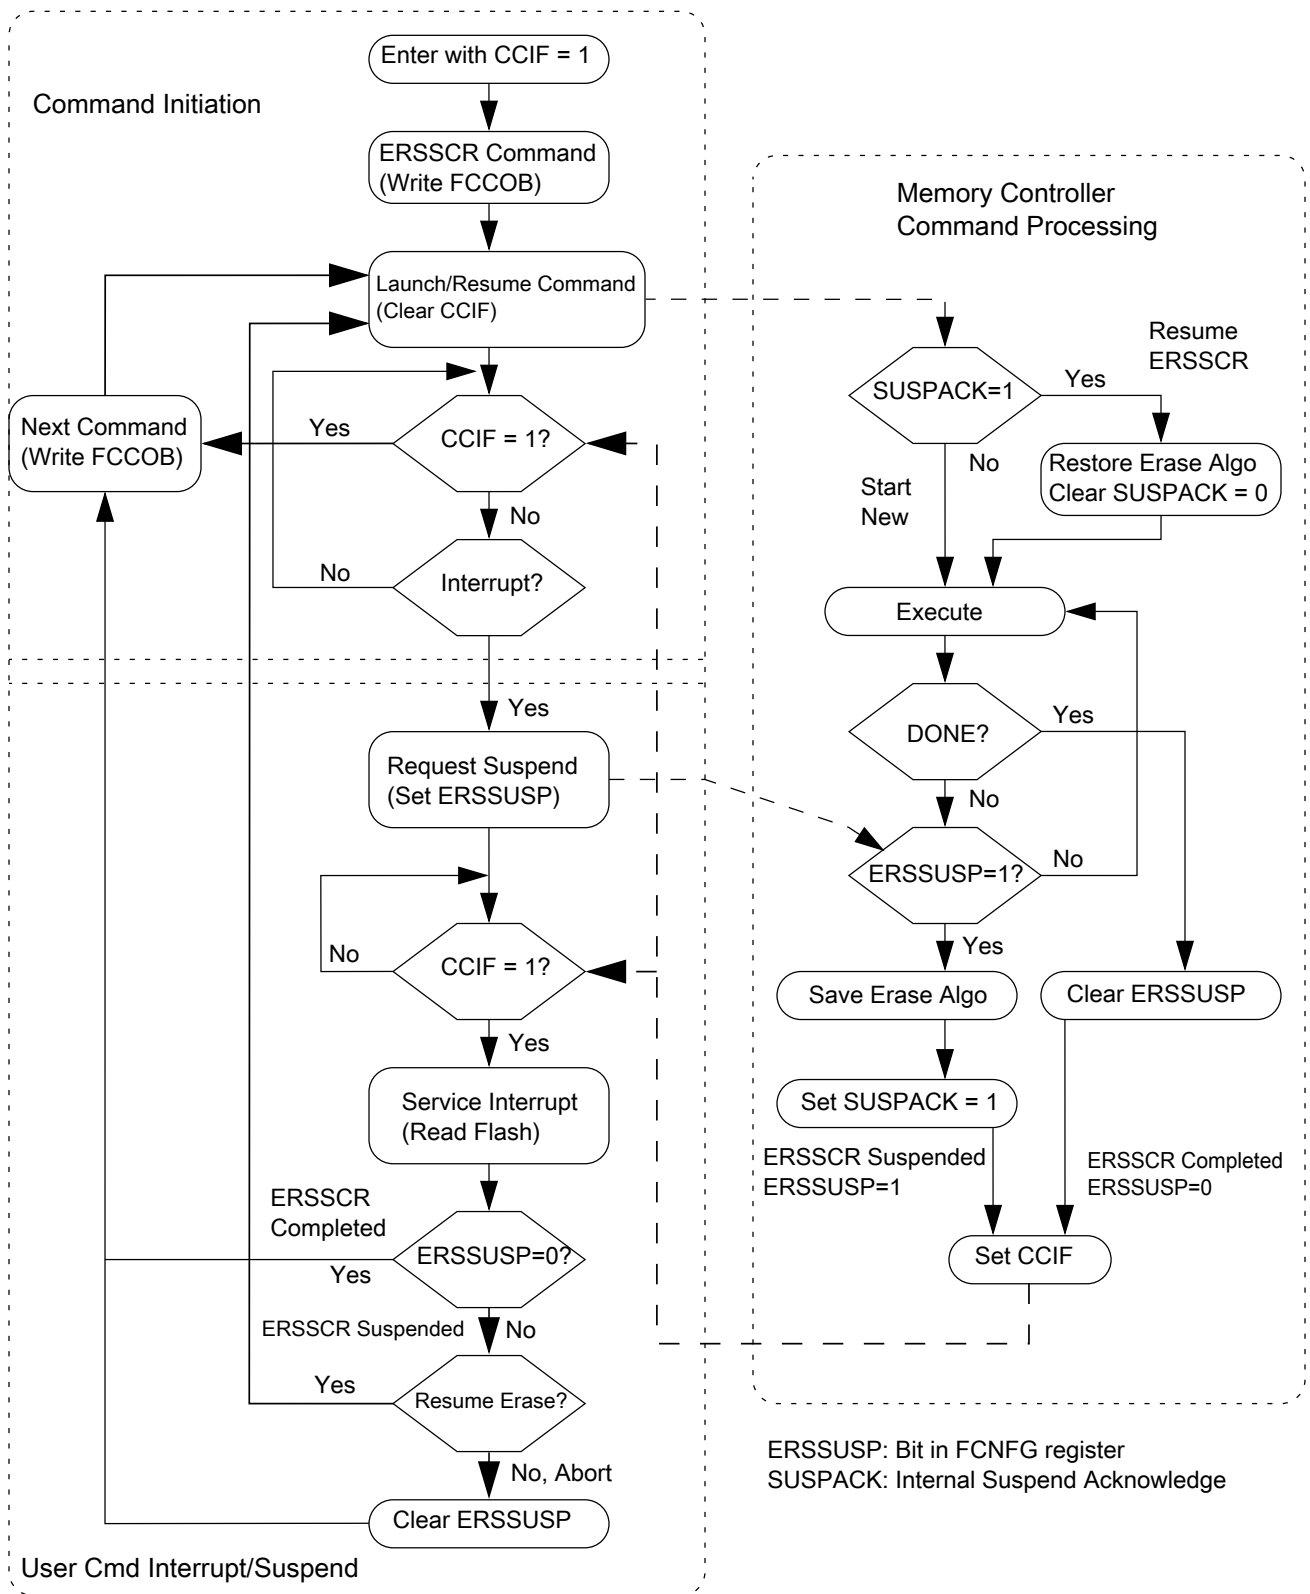 Enter with CCIF = 1
Command Initiation
ERSSCR Command
(Write FCCOB)
Launch/Resume Command
(Clear CCIF)
Next Command
(Write FCCOB)
Yes
CCIF = 1?
No
No
Interrupt?
Yes
Request Suspend
(Set ERSSUSP)
No
CCIF = 1?
Yes
Service Interrupt
(Read Flash)
ERSSCR
Completed
ERSSUSP=0?
Yes
ERSSCR Suspended
No
Yes
Resume Erase?
No, Abort
Clear ERSSUSP
User Cmd Interrupt/Suspend
Memory Controller
Command Processing
Resume
ERSSCR
SUSPACK=1
Yes
No
Restore Erase Algo
Clear SUSPACK = 0
Start
New
Execute
DONE?
Yes
No
ERSSUSP=1?
No
Yes
Save Erase Algo
Clear ERSSUSP
Set SUSPACK = 1
ERSSCR Suspended
ERSSUSP=1
ERSSCR Completed
ERSSUSP=0
Set CCIF
ERSSUSP: Bit in FCNFG register
SUSPACK: Internal Suspend Acknowledge